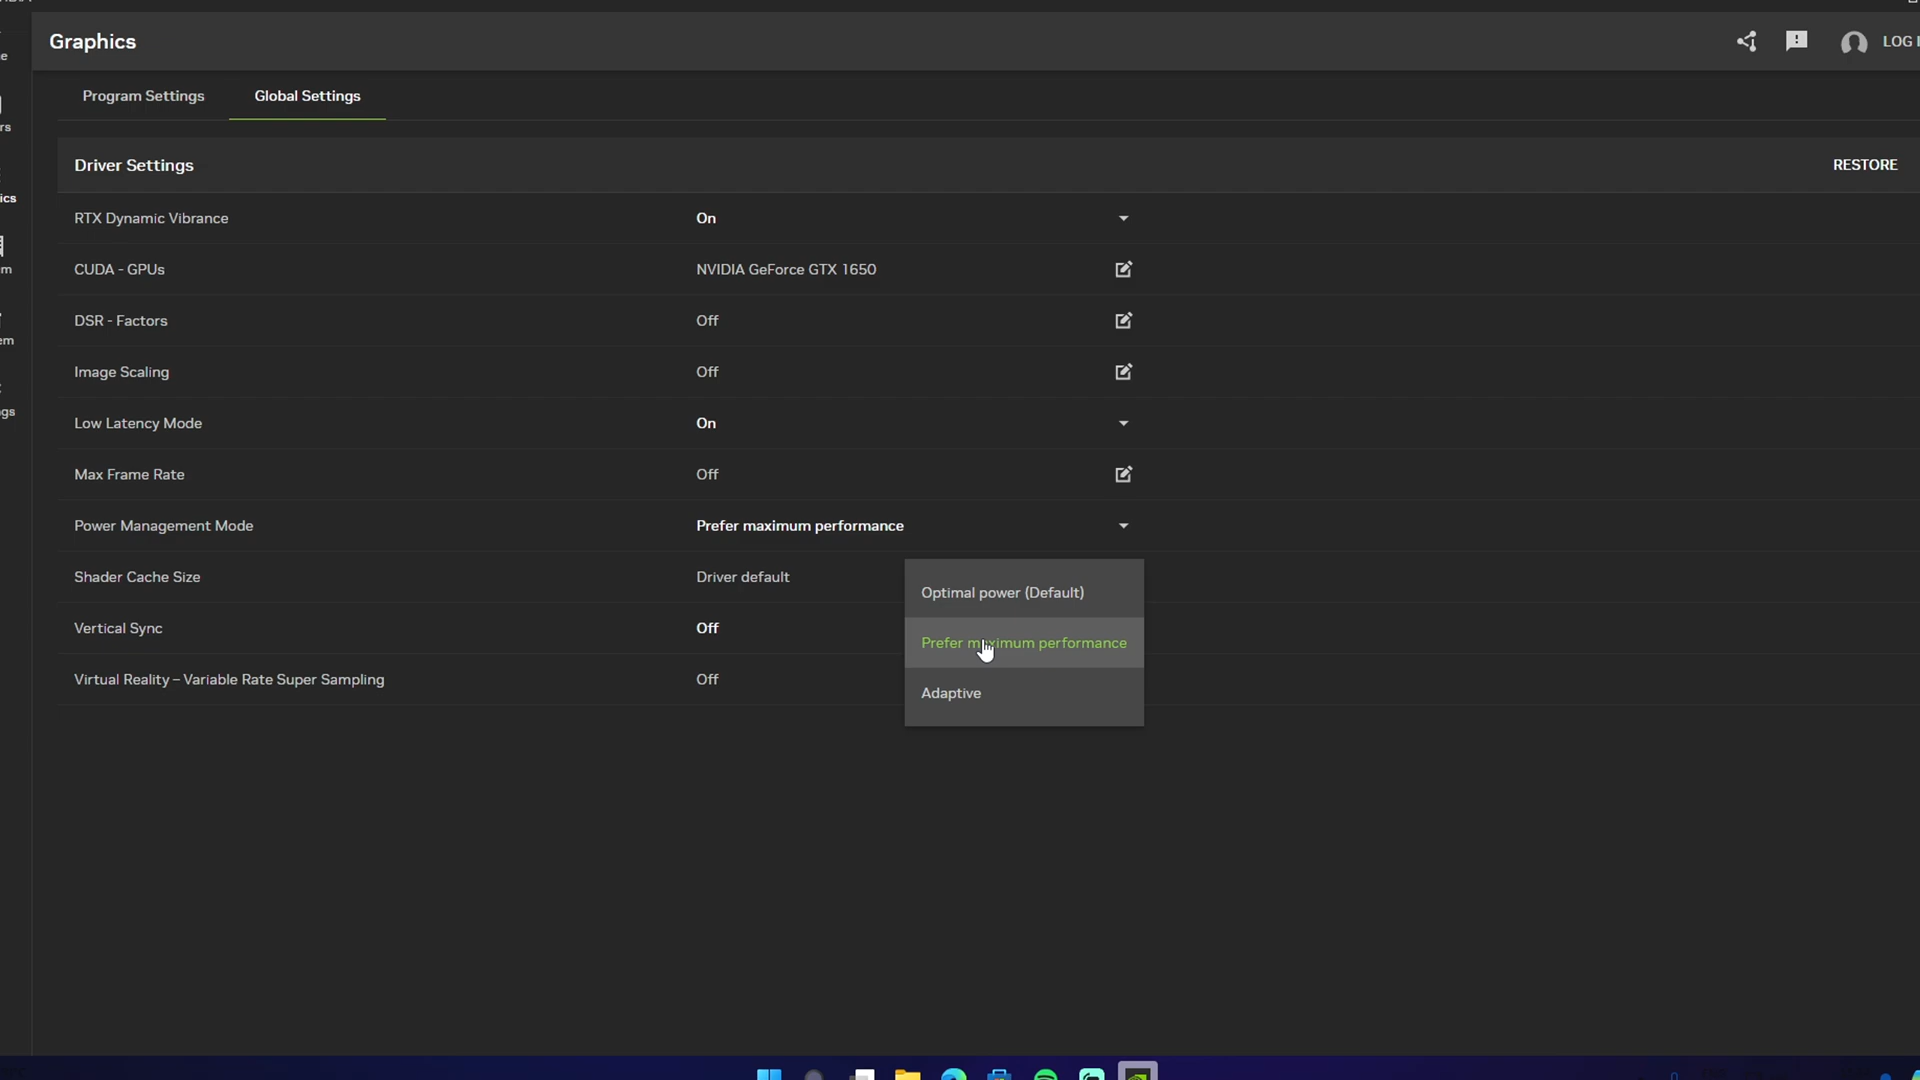 Graphics
LOG
Program Settings
Global Settings
Driver Settings
RESTORE
RTX Dynamic Vibrance
On
CUDA - GPUs
NVIDIA GeForce GTX 1650
DSR - Factors
Off
Image Scaling
Off
Low Latency Mode
On
Max Frame Rate
Off
Power Management Mode
Prefer maximum performance
Shader Cache Size
Driver default
Optimal power (Default)
Vertical Sync
Off
Prefer maximum performance
Virtual Reality – Variable Rate Super Sampling
Off
Adaptive